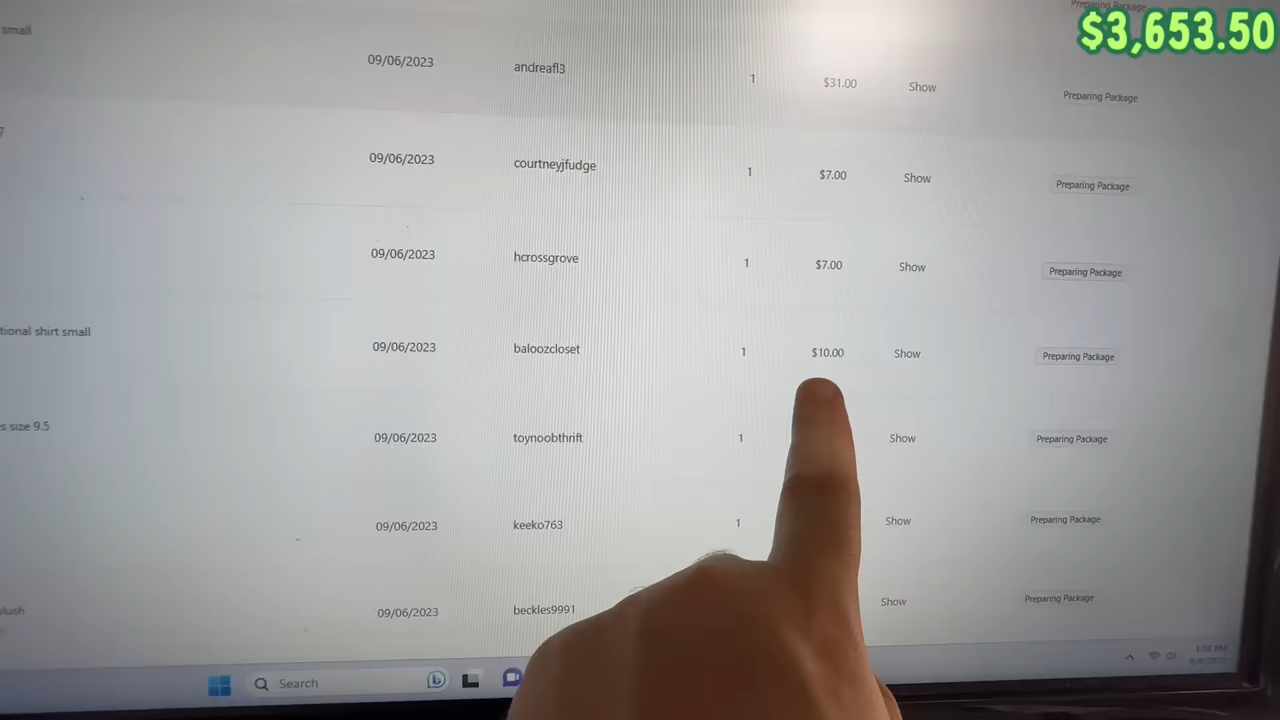 Preparing Package
$3,653.50
small
09/06/2023 andreafl3 1 $31.00 Show Preparing Package
09/06/2023 courtneyjfudge 1 $7.00 Show Preparing Package
09/06/2023 hcrossgrove 1 $7.00 Show Preparing Package
tional shirt small 09/06/2023 baloozcloset 1 $10.00 Show Preparing Package
s size 9.5 09/06/2023 toynoobthrift 1 Show Preparing Package
09/06/2023 keeko763 1 Show Preparing Package
lush 09/06/2023 beckles9991 Show Preparing Package
Search